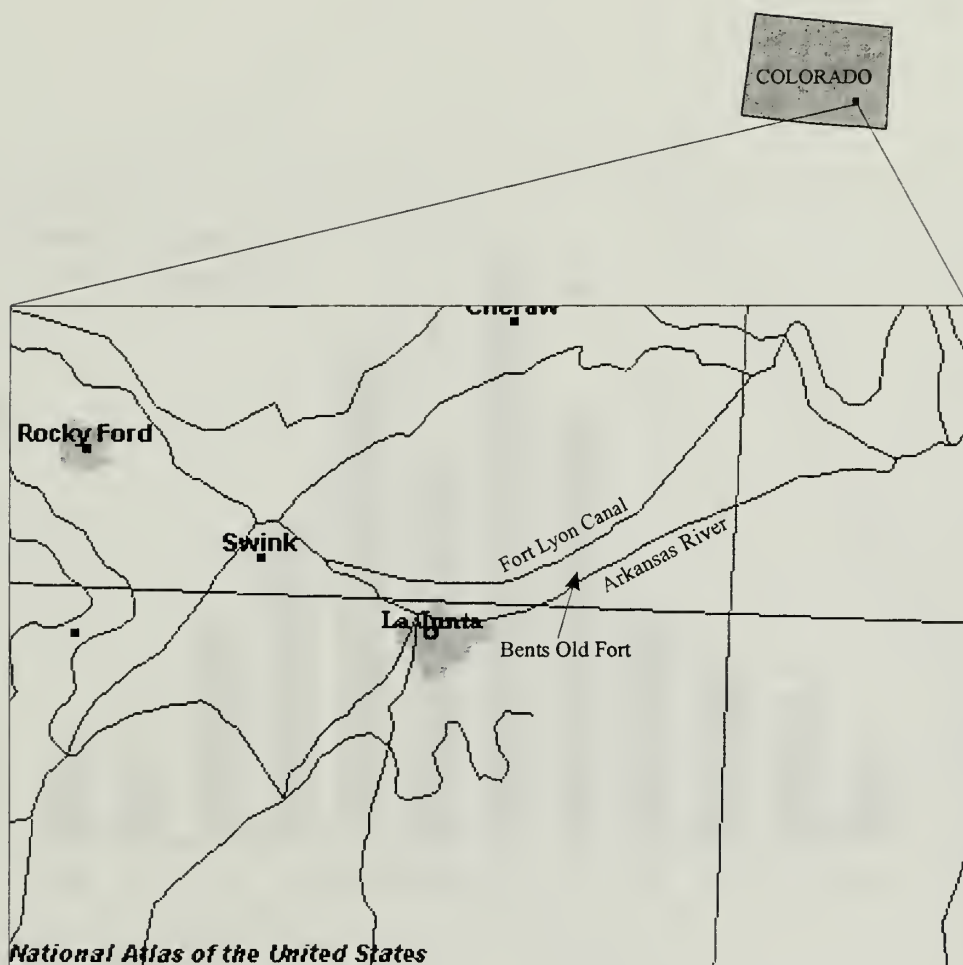 COLORADO
Cheraw
Rocky Ford
Swink
Fort Lyon Canal
Arkansas River
La Junta
Bents Old Fort
National Atlas of the United States